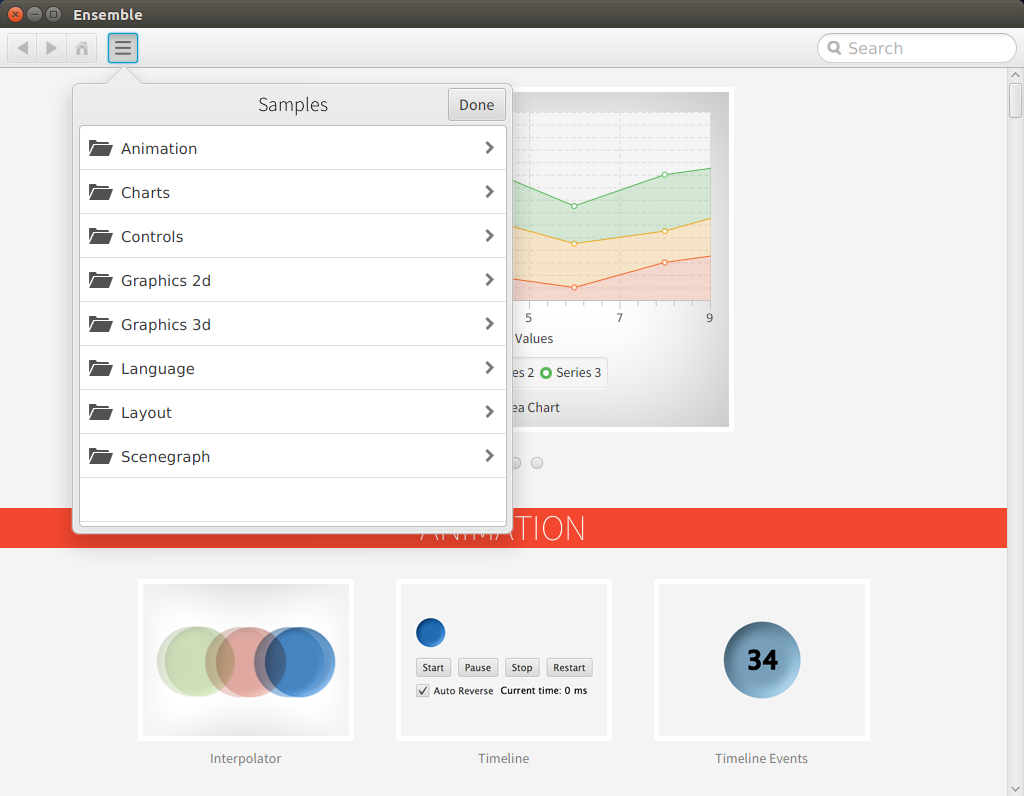 Ensemble
Search
Samples
Done
Animation
Charts
Controls
Graphics 2d
Graphics 3d
Language
Layout
Scenegraph
5 7 9
Values
es 2 Series 3
ea Chart
ANIMATION
Start Pause Stop Restart
Auto Reverse Current time: 0 ms
34
Interpolator
Timeline
Timeline Events